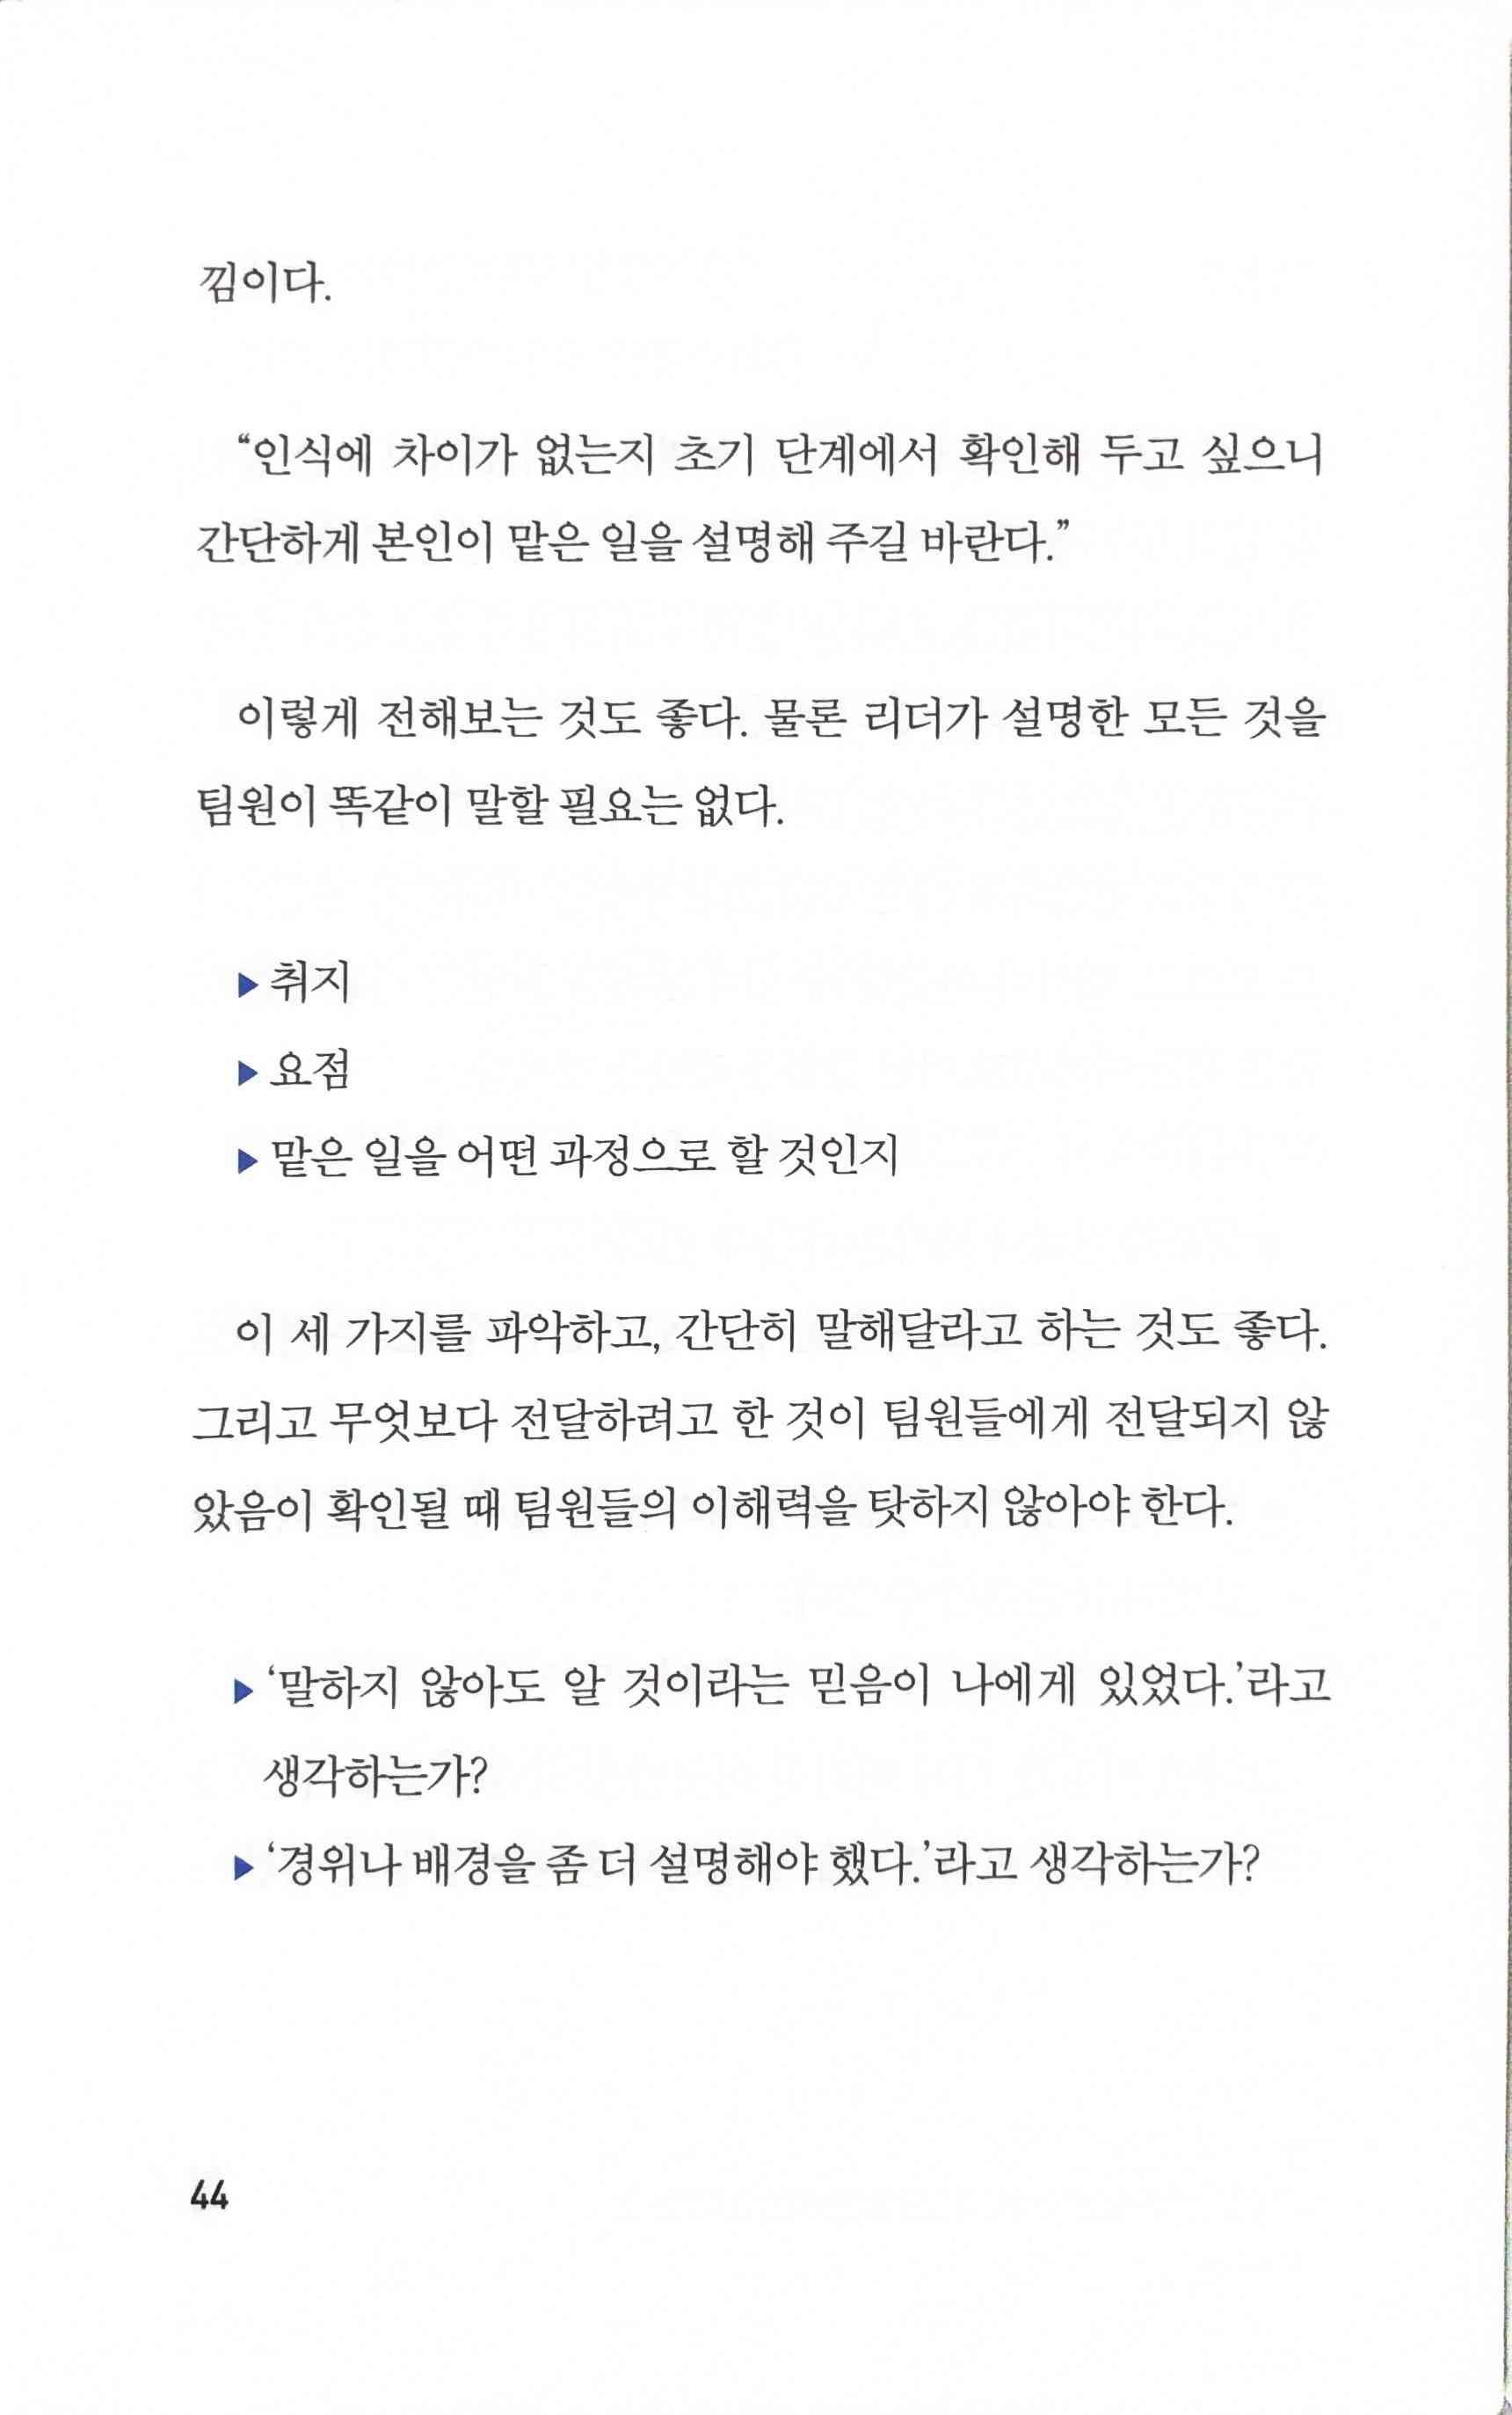 낌이다.
“인식에 차이가 없는지 초기 단계에서 확인해 두고 싶으니
간단하게 본인이 맡은 일을 설명해 주길 바란다.”
이렇게 전해보는 것도 좋다. 물론 리더가 설명한 모든 것을
팀원이 똑같이 말할 필요는 없다.
▶ 취지
▶ 요점
▶ 맡은 일을 어떤 과정으로 할 것인지
이 세 가지를 파악하고, 간단히 말해달라고 하는 것도 좋다.
그리고 무엇보다 전달하려고 한 것이 팀원들에게 전달되지 않
았음이 확인될 때 팀원들의 이해력을 탓하지 않아야 한다.
▶ ‘말하지 않아도 알 것이라는 믿음이 나에게 있었다.’라고
생각하는가?
▶ ‘경위나 배경을 좀 더 설명해야 했다.’라고 생각하는가?
44